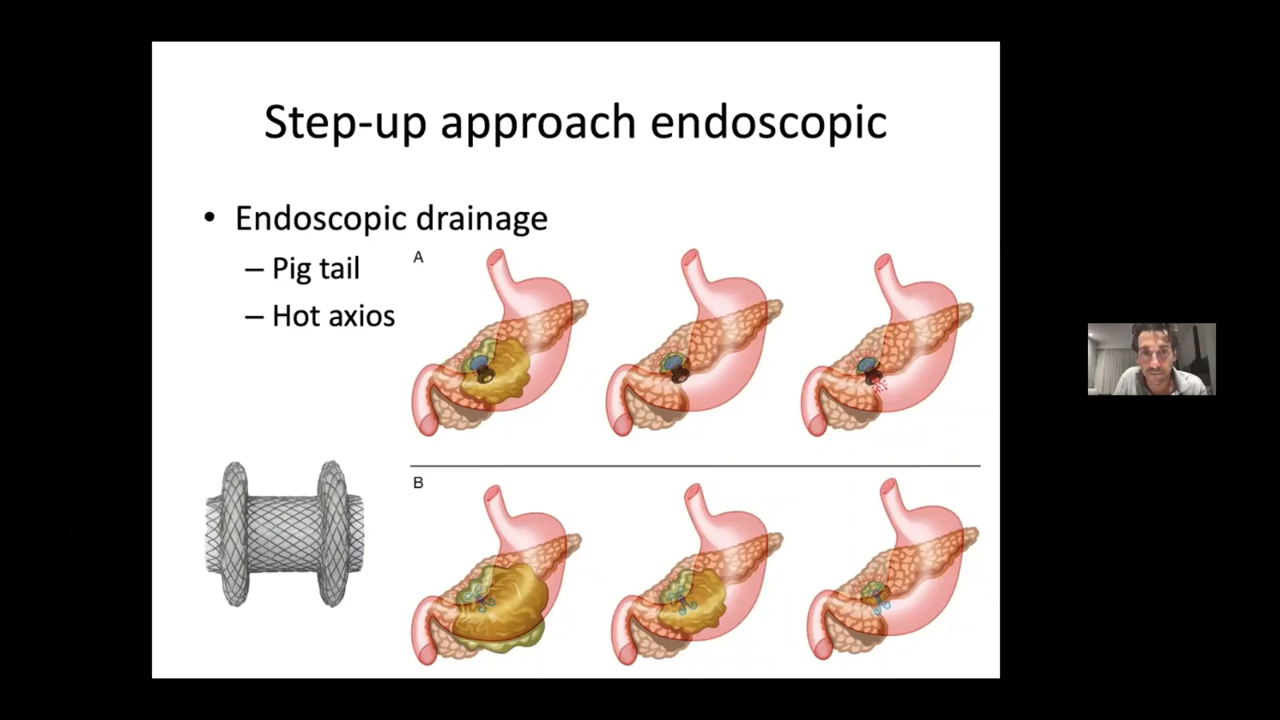 Step-up approach endoscopic
• Endoscopic drainage
– Pig tail
– Hot axios
A
B